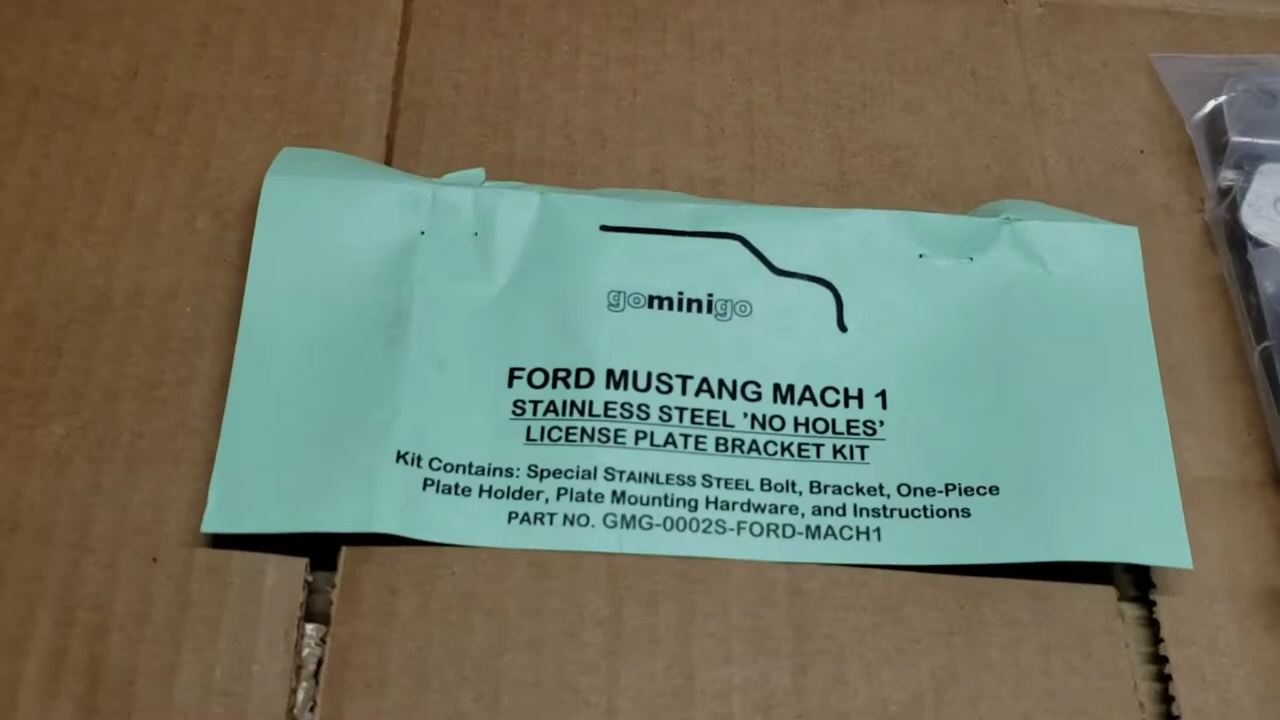 gominigo
FORD MUSTANG MACH 1
STAINLESS STEEL 'NO HOLES'
LICENSE PLATE BRACKET KIT
Kit Contains: Special STAINLESS STEEL Bolt, Bracket, One-Piece
Plate Holder, Plate Mounting Hardware, and Instructions
PART NO. GMG-0002S-FORD-MACH1